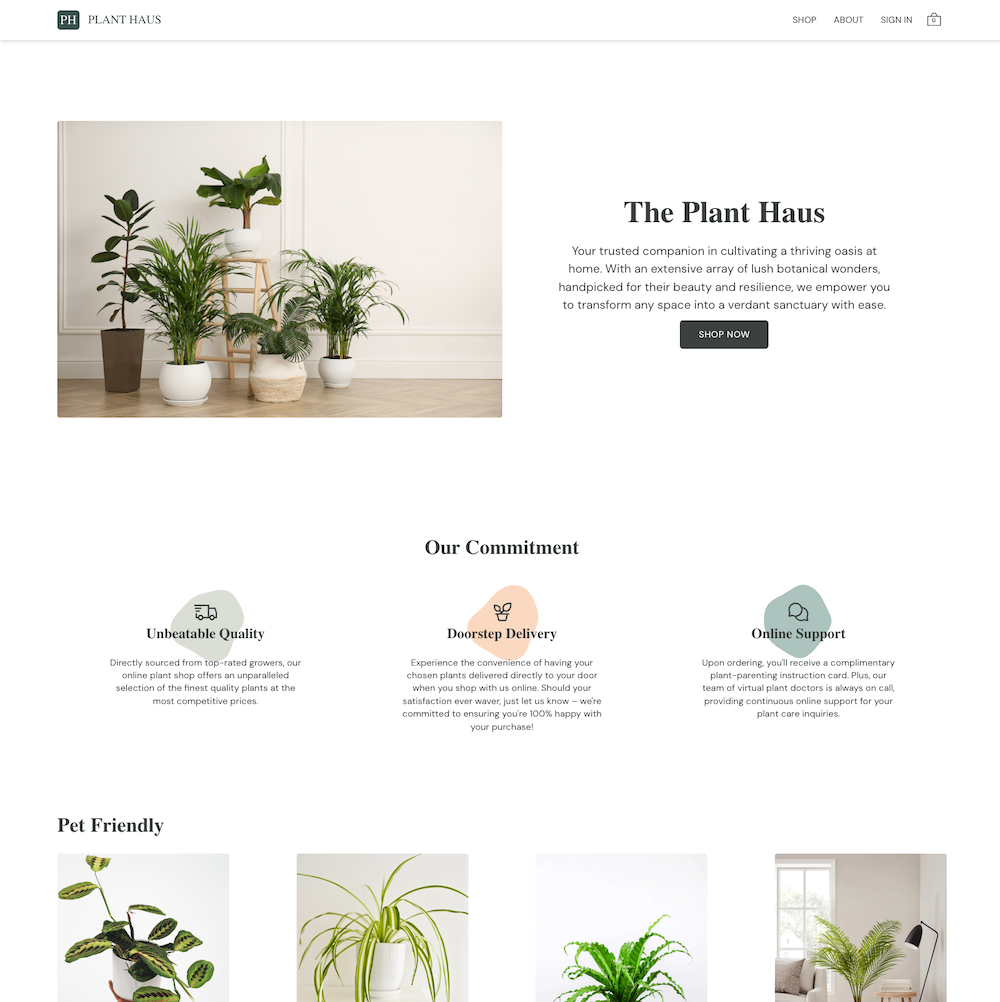 PH PLANT HAUS
SHOP ABOUT SIGN IN 0
The Plant Haus
Your trusted companion in cultivating a thriving oasis at
home. With an extensive array of lush botanical wonders,
handpicked for their beauty and resilience, we empower you
to transform any space into a verdant sanctuary with ease.
SHOP NOW
Our Commitment
Unbeatable Quality
Directly sourced from top-rated growers, our
online plant shop offers an unparalleled
selection of the finest quality plants at the
most competitive prices.
Doorstep Delivery
Experience the convenience of having your
chosen plants delivered directly to your door
when you shop with us online. Should your
satisfaction ever waver, just let us know – we're
committed to ensuring you're 100% happy with
your purchase!
Online Support
Upon ordering, you'll receive a complimentary
plant-parenting instruction card. Plus, our
team of virtual plant doctors is always on call,
providing continuous online support for your
plant care inquiries.
Pet Friendly